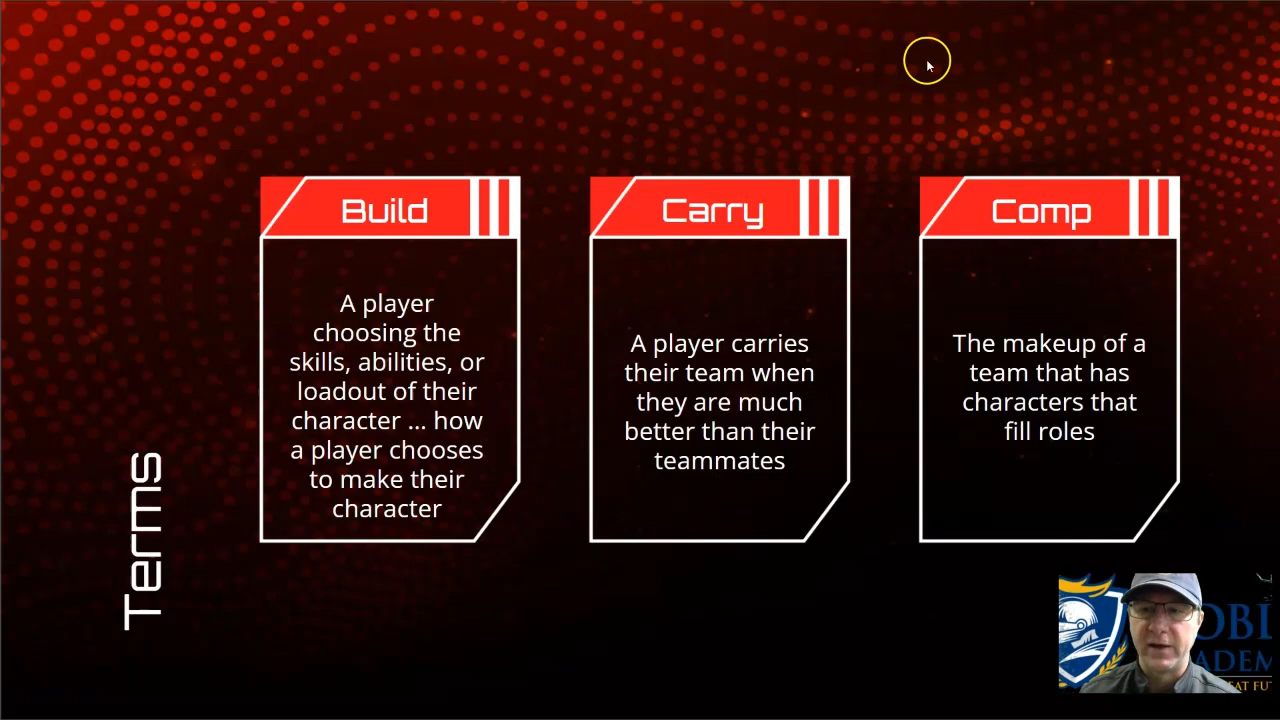 Build
Carry
Comp
A player
choosing the
skills, abilities, or
loadout of their
character ... how
a player chooses
to make their
character
A player carries
their team when
they are much
better than their
teammates
The makeup of a
team that has
characters that
fill roles
Terms